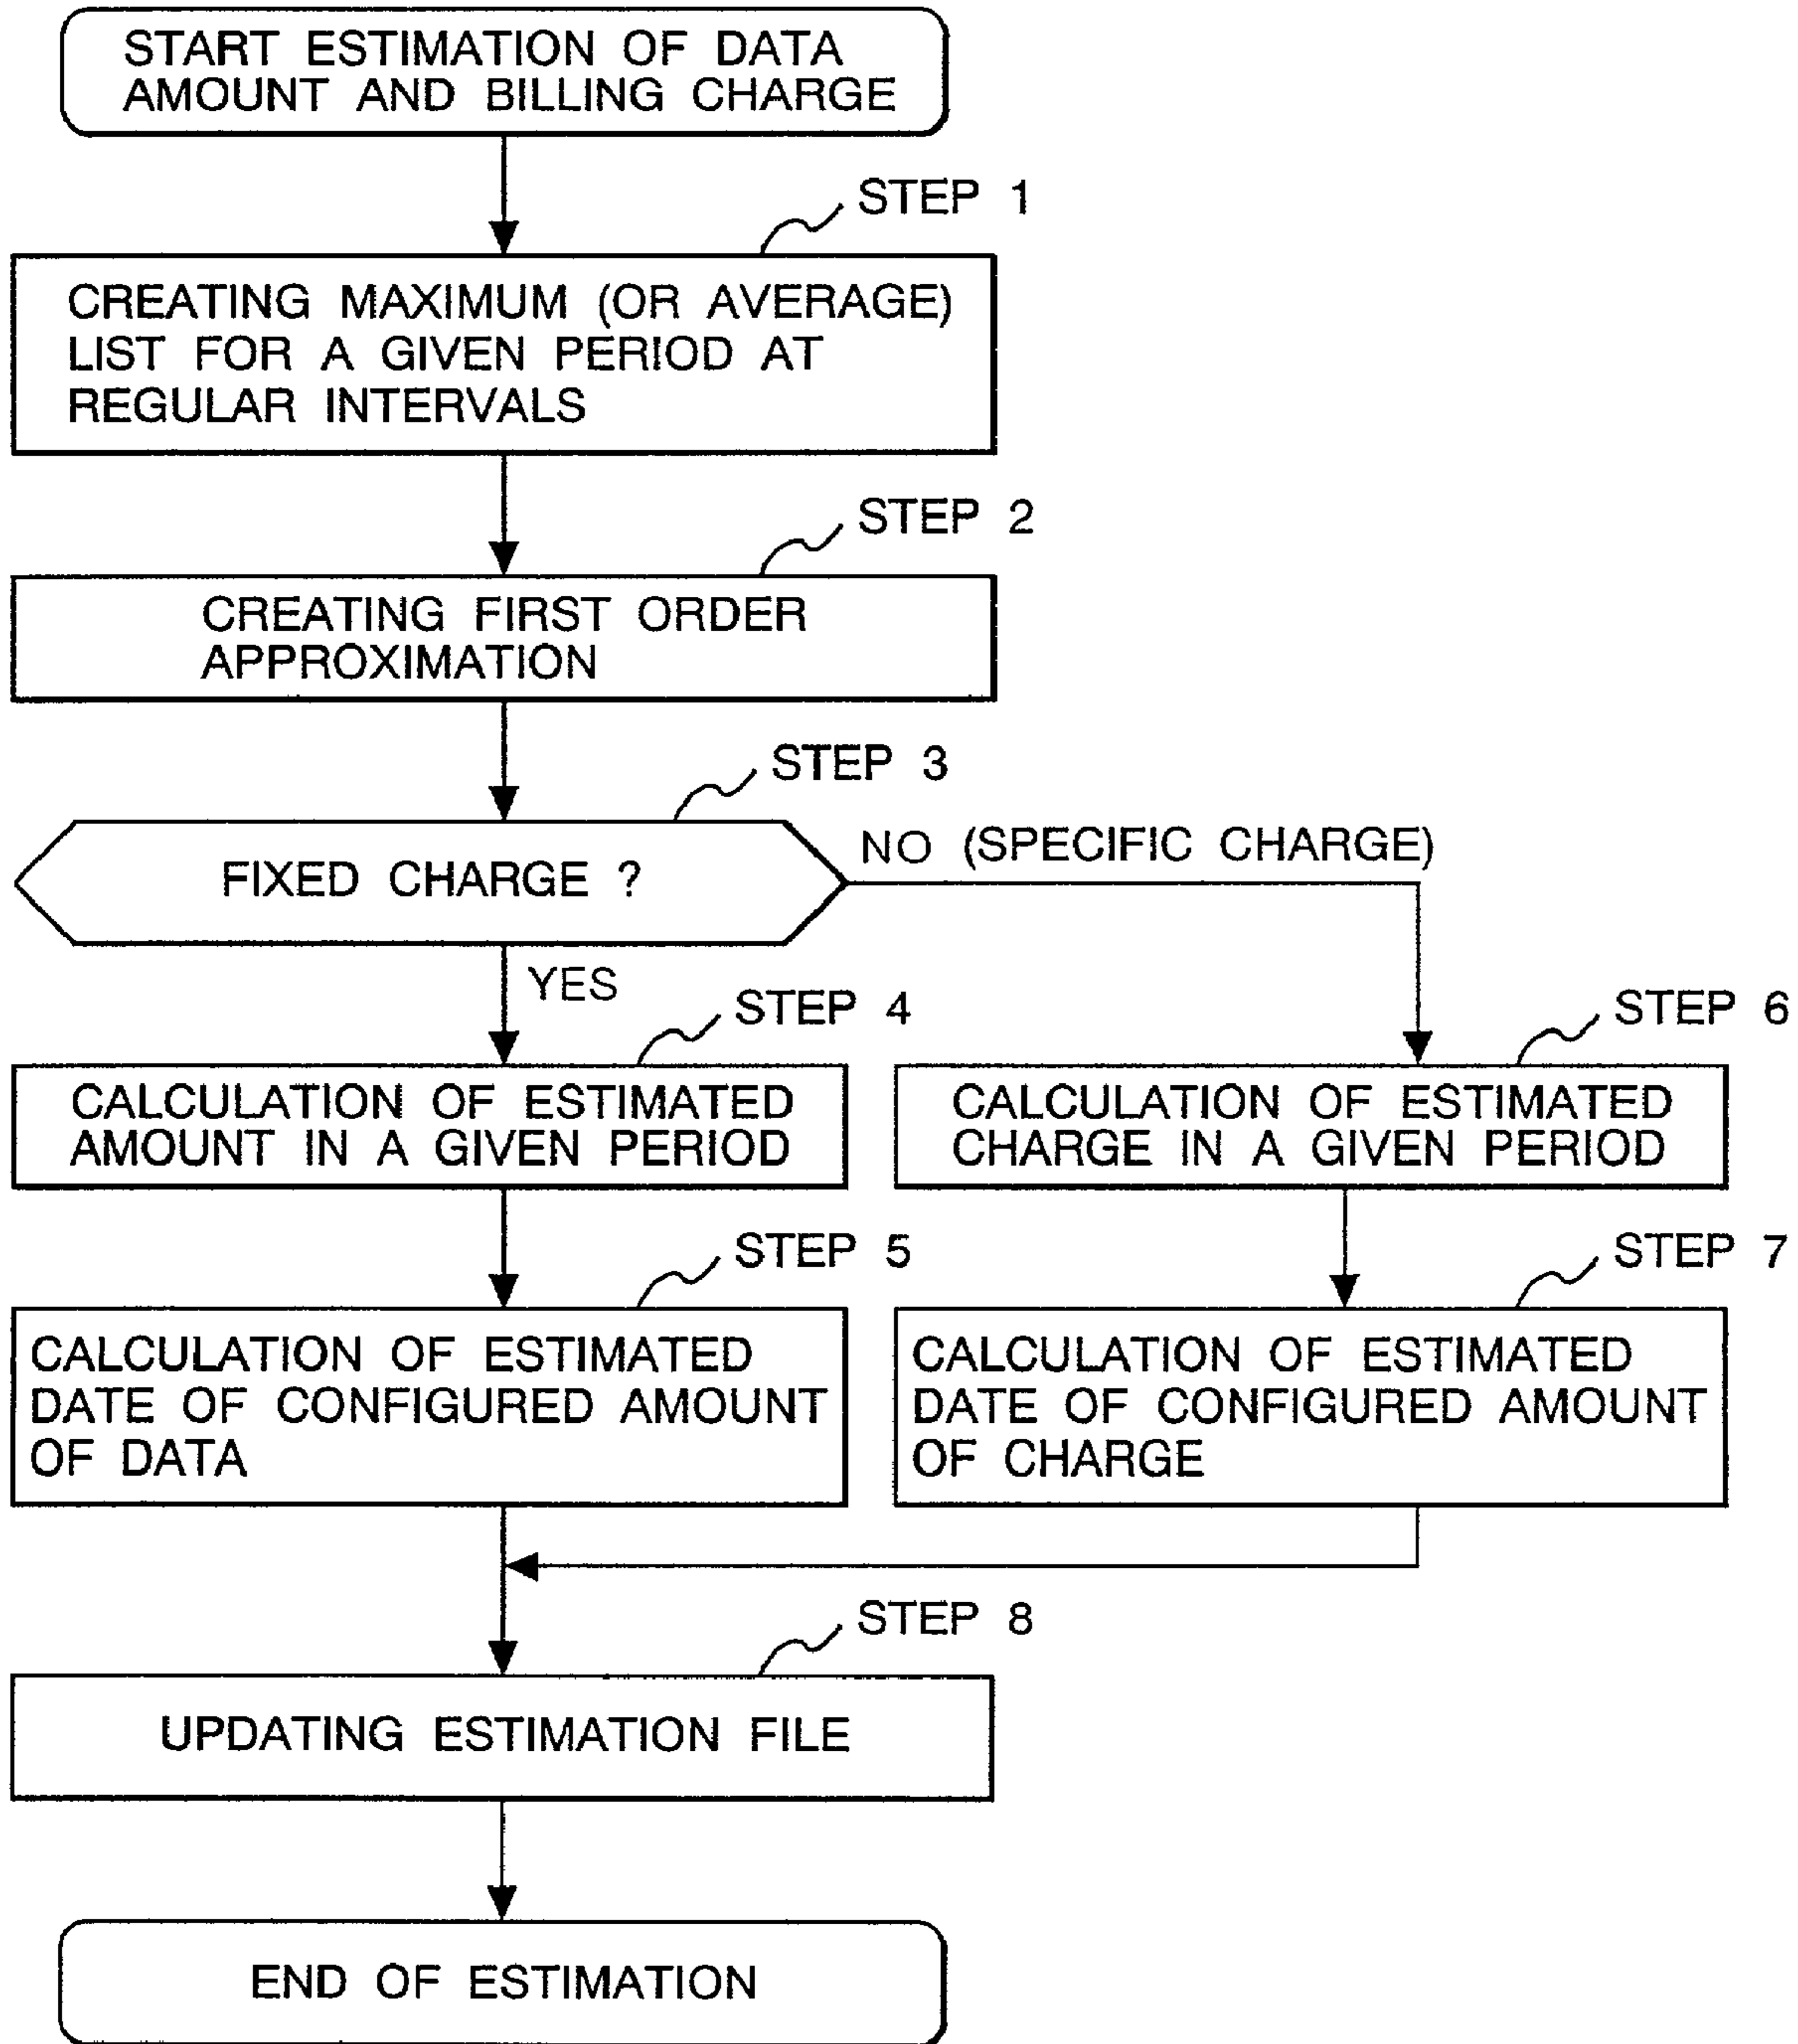 START ESTIMATION OF DATA
AMOUNT AND BILLING CHARGE
STEP 1
CREATING MAXIMUM (OR AVERAGE)
LIST FOR A GIVEN PERIOD AT
REGULAR INTERVALS
STEP 2
CREATING FIRST ORDER
APPROXIMATION
STEP 3
FIXED CHARGE ?
NO (SPECIFIC CHARGE)
YES
STEP 4
CALCULATION OF ESTIMATED
AMOUNT IN A GIVEN PERIOD
STEP 6
CALCULATION OF ESTIMATED
CHARGE IN A GIVEN PERIOD
STEP 5
CALCULATION OF ESTIMATED
DATE OF CONFIGURED AMOUNT
OF DATA
STEP 7
CALCULATION OF ESTIMATED
DATE OF CONFIGURED AMOUNT
OF CHARGE
STEP 8
UPDATING ESTIMATION FILE
END OF ESTIMATION